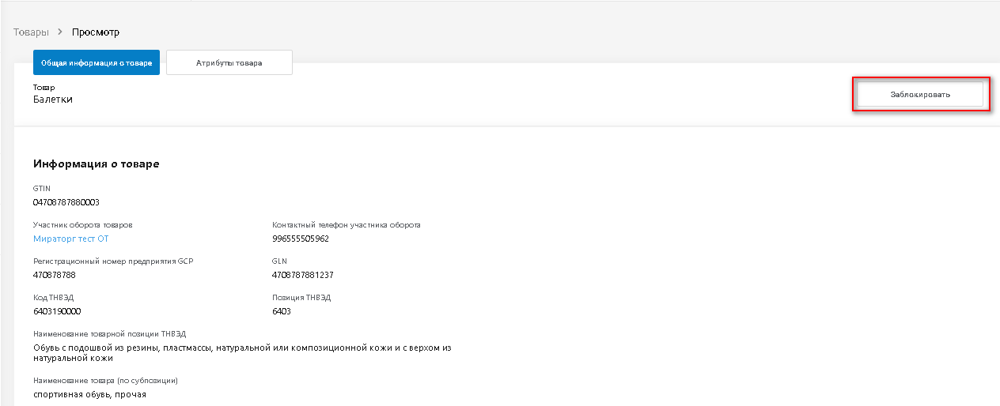 Товары > Просмотр
Общая информация о товаре
Атрибуты товара
Товар
Балетки
Заблокировать
Информация о товаре
GTIN
04708787880003
Участник оборота товаров
Контактный телефон участника оборота
Мираторг тест ОТ
996555505962
Регистрационный номер предприятия GCP
GLN
470878788
4708787881237
Код ТНВЭД
Позиция ТНВЭД
6403190000
6403
Наименование товарной позиции ТНВЭД
Обувь с подошвой из резины, пластмассы, натуральной или композиционной кожи и с верхом из
натуральной кожи
Наименование товара (по субпозиции)
спортивная обувь, прочая